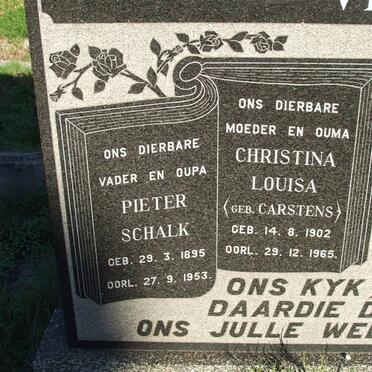 ONS DIERBARE
VADER EN OUPA
PIETER
SCHALK
GEB. 29. 3. 1895
OORL. 27. 9. 1953.
ONS DIERBARE
MOEDER EN OUMA
CHRISTINA
LOUISA
(GEB. CARSTENS)
GEB. 14. 8. 1902
OORL. 29. 12. 1965.
ONS KYK
DAARDIE
ONS JULLE